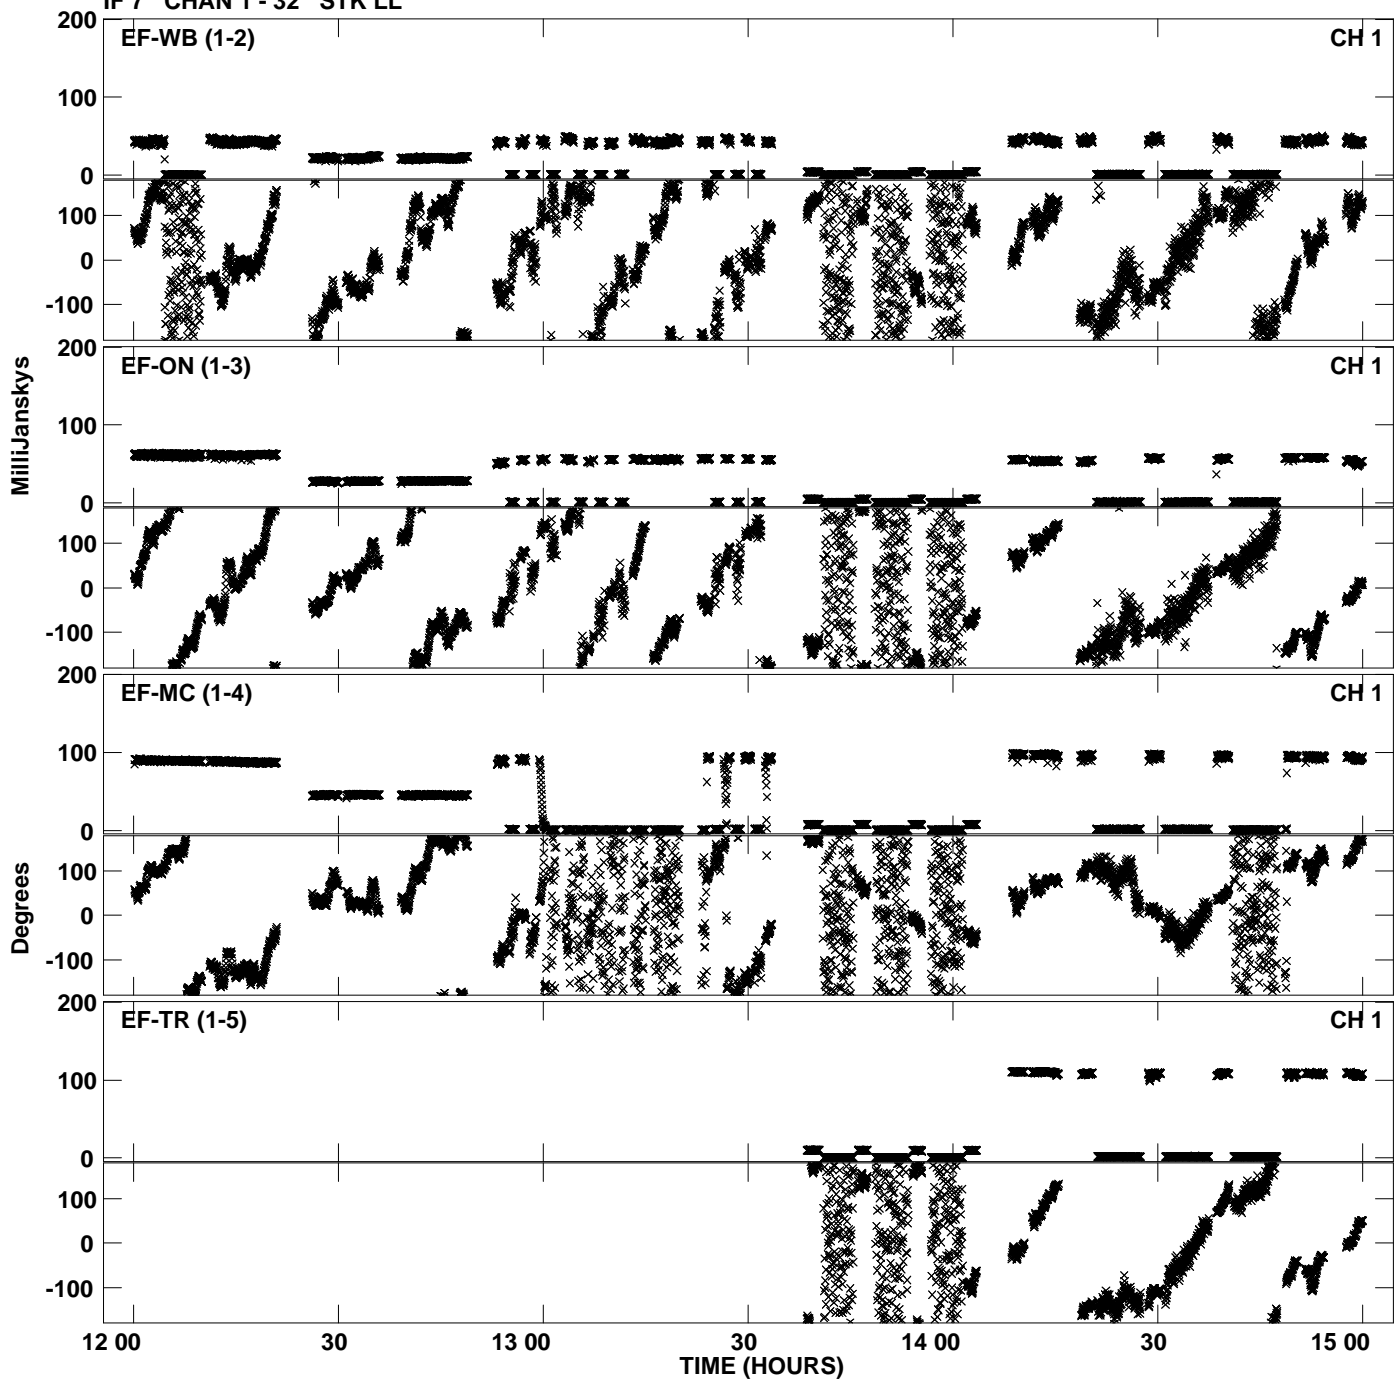 IF 7 CHAN 1 - 32 STK LL
200
EF-WB (1-2) CH 1
100
0
100
0
-100
200
EF-ON (1-3) CH 1
100
0
100
0
-100
MilliJanskys
200
EF-MC (1-4) CH 1
100
0
100
0
-100
Degrees
200
EF-TR (1-5) CH 1
100
0
100
0
-100
12 00 30 13 00 30 14 00 30 15 00
TIME (HOURS)